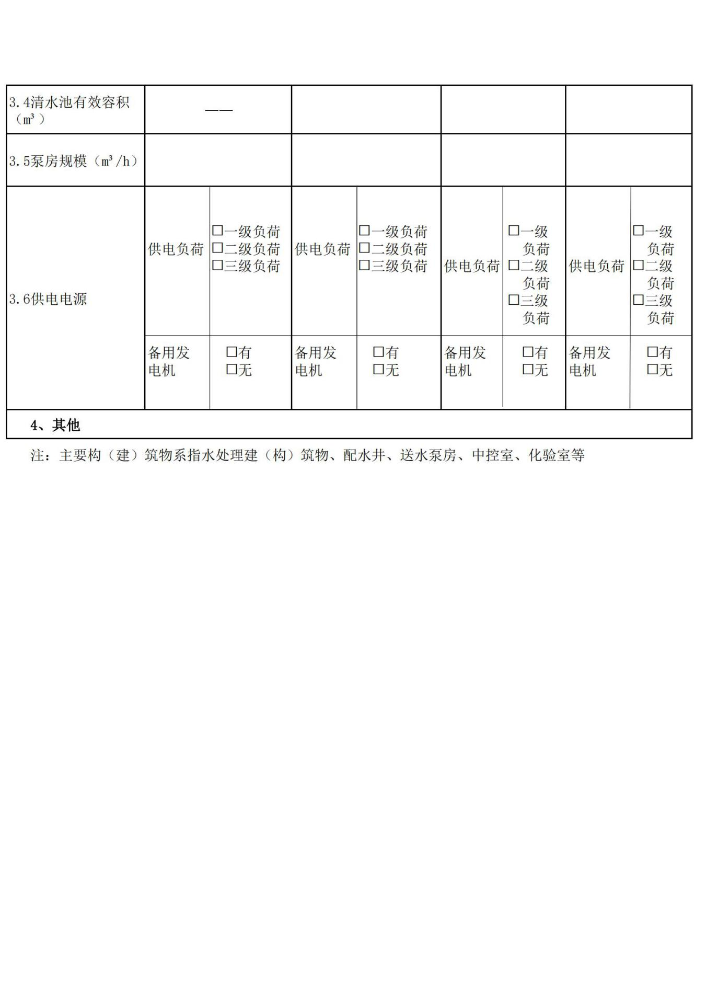 3.4清水池有效容积
（m³）
——
3.5泵房规模（m³/h）
3.6供电电源
供电负荷
□一级负荷
□二级负荷
□三级负荷
供电负荷
□一级负荷
□二级负荷
□三级负荷
供电负荷
□一级
负荷
□二级
负荷
□三级
负荷
供电负荷
□一级
负荷
□二级
负荷
□三级
负荷
备用发
电机
□有
□无
备用发
电机
□有
□无
备用发
电机
□有
□无
备用发
电机
□有
□无
4、其他
注：主要构（建）筑物系指水处理建（构）筑物、配水井、送水泵房、中控室、化验室等